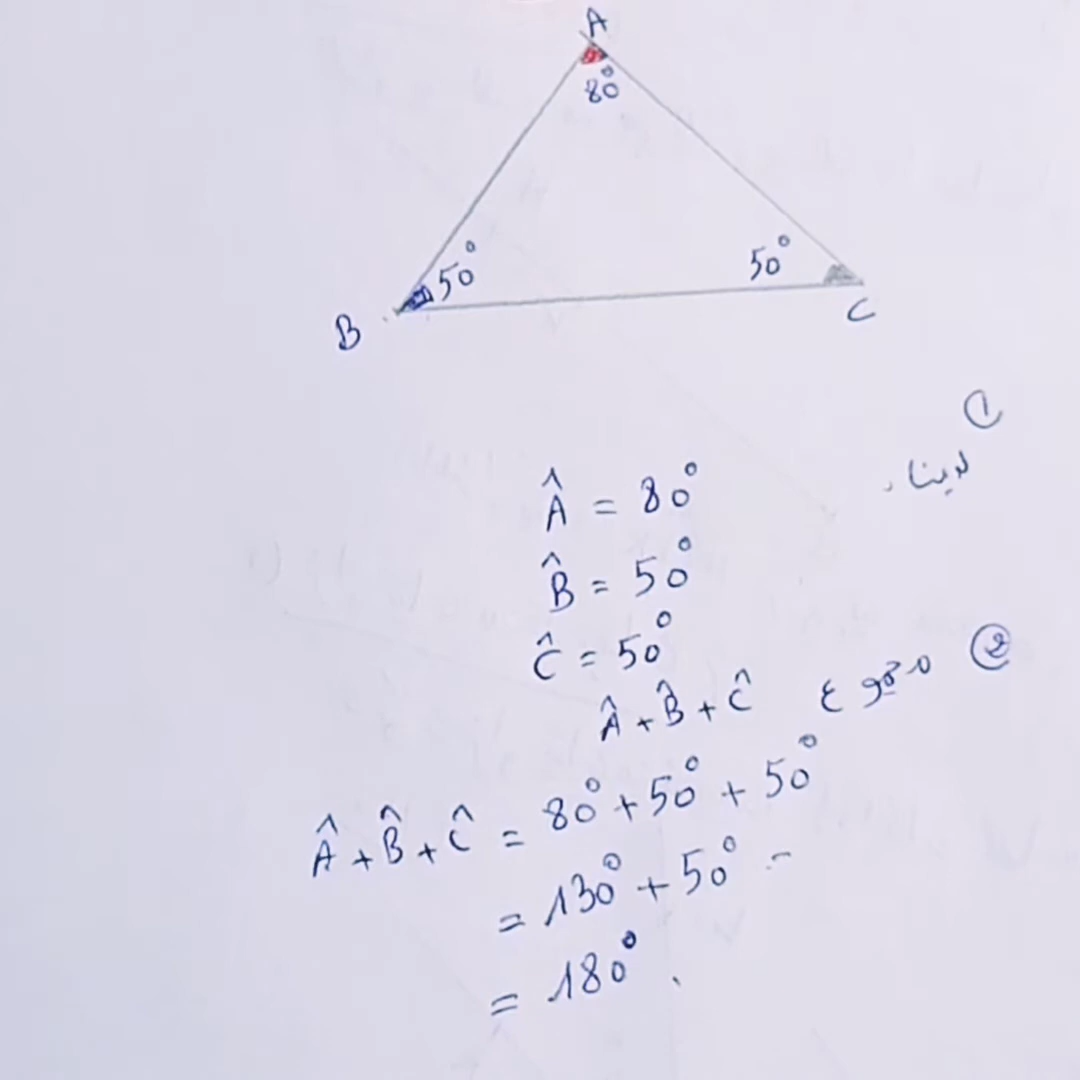 A
80°
50°
50°
B
C
①
لدينا.
Â = 80°
B̂ = 50°
Ĉ = 50°
② مجموع Â + B̂ + Ĉ
Â + B̂ + Ĉ = 80° + 50° + 50°
= 130° + 50°
= 180°.